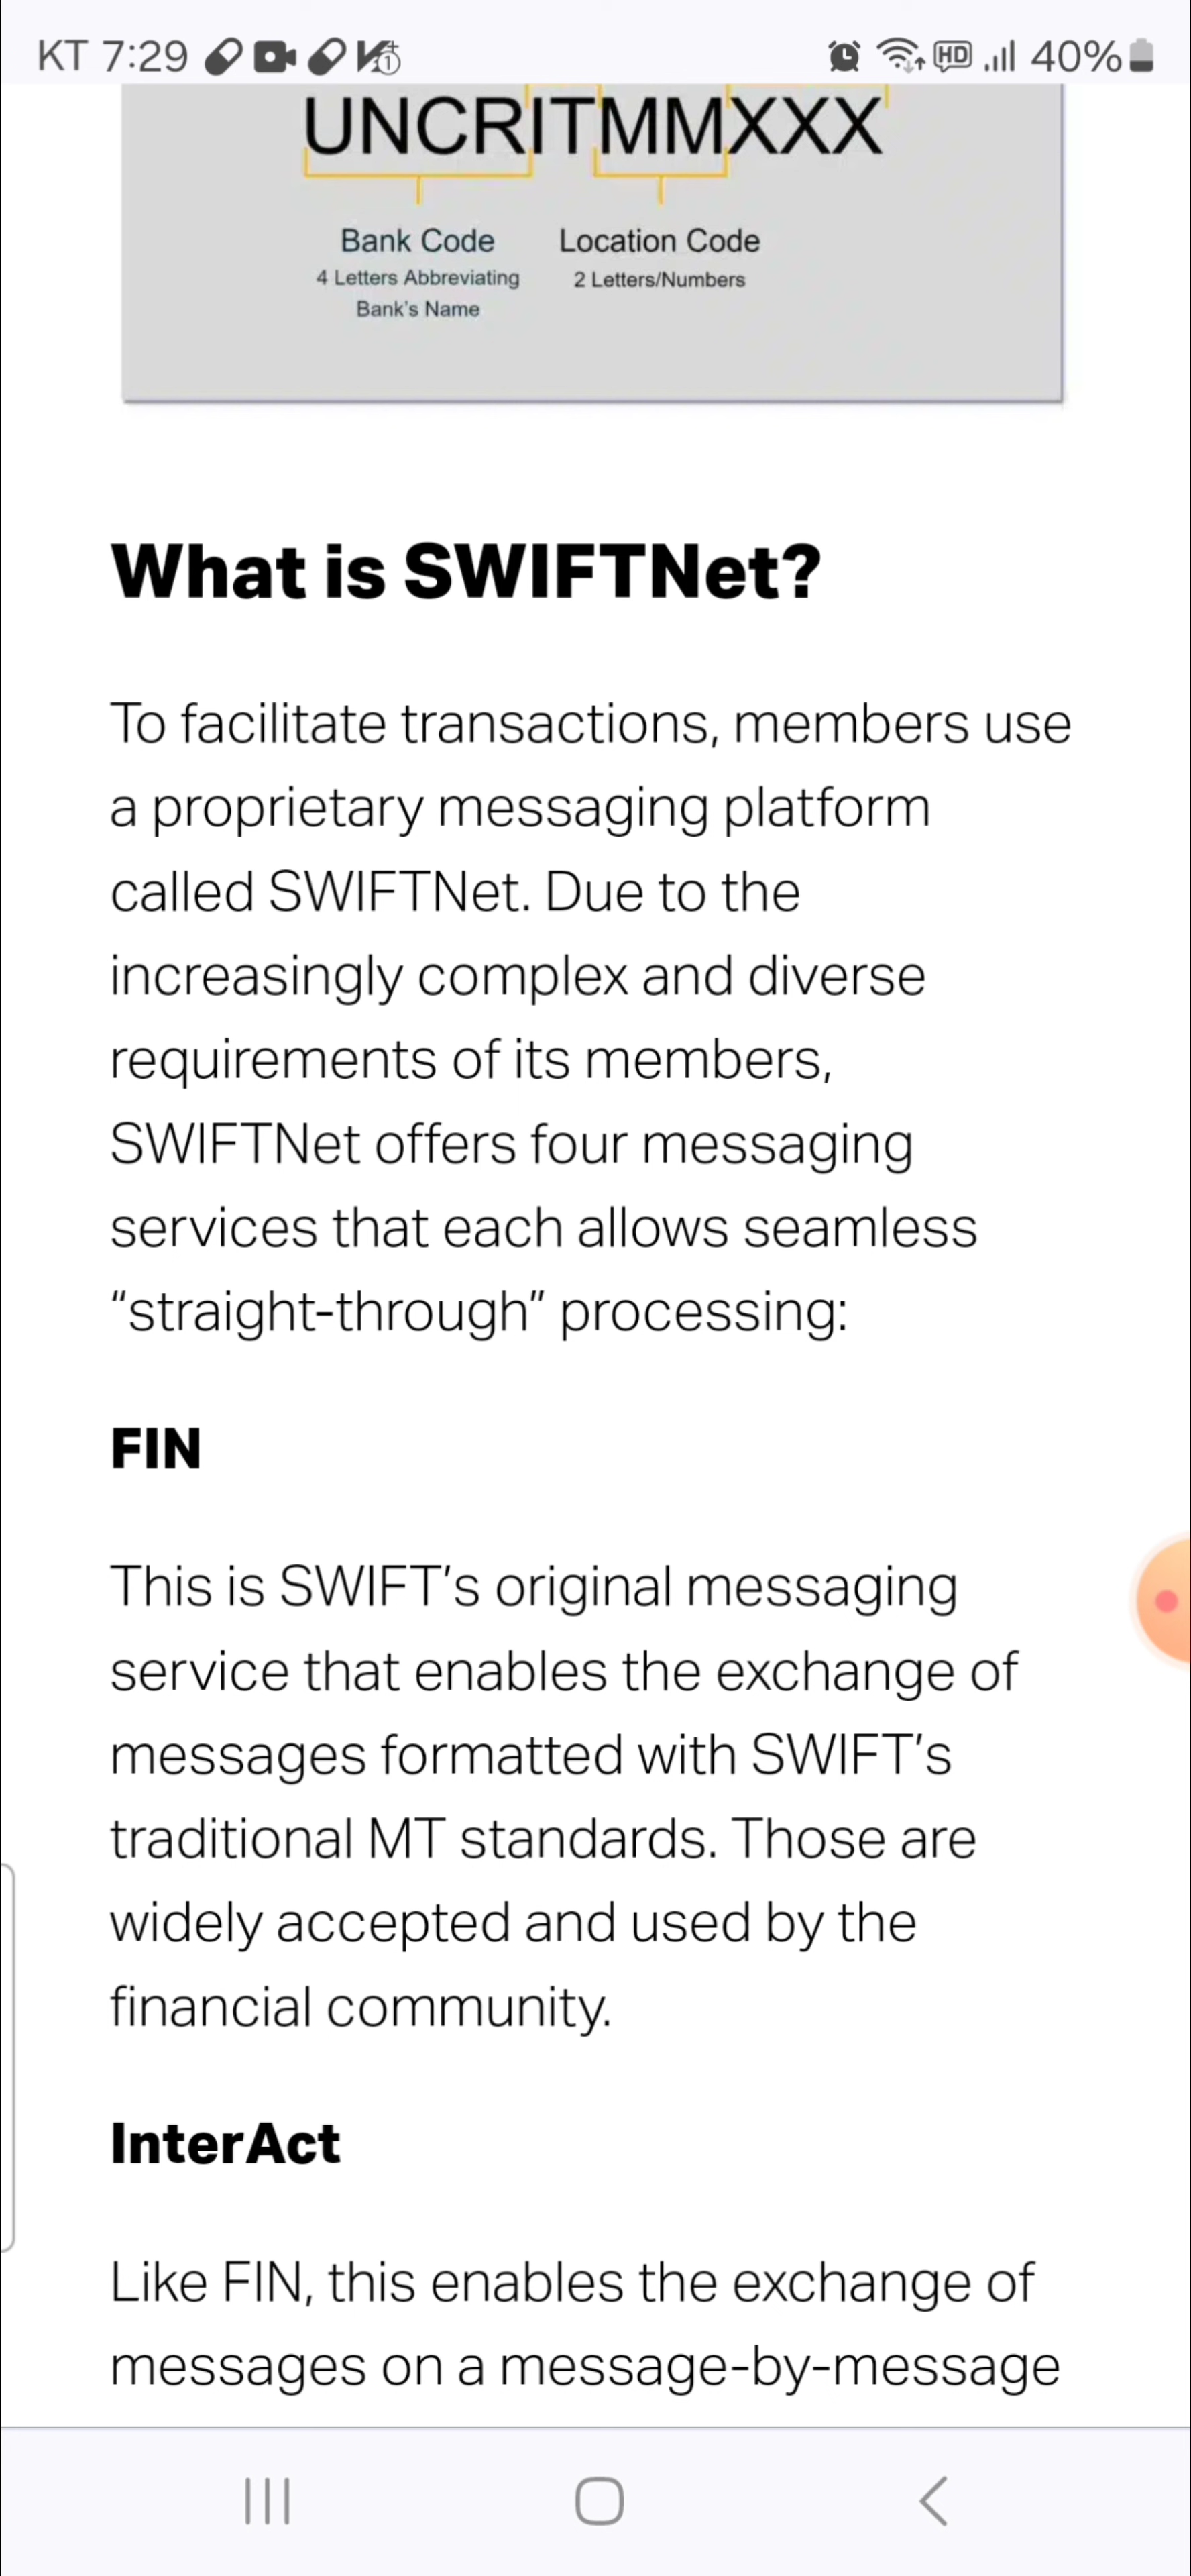 KT 7:29
HD 40%
UNCRITMMXXX
Bank Code Location Code
4 Letters Abbreviating 2 Letters/Numbers
Bank's Name
What is SWIFTNet?
To facilitate transactions, members use
a proprietary messaging platform
called SWIFTNet. Due to the
increasingly complex and diverse
requirements of its members,
SWIFTNet offers four messaging
services that each allows seamless
“straight-through” processing:
FIN
This is SWIFT’s original messaging
service that enables the exchange of
messages formatted with SWIFT’s
traditional MT standards. Those are
widely accepted and used by the
financial community.
InterAct
Like FIN, this enables the exchange of
messages on a message-by-message